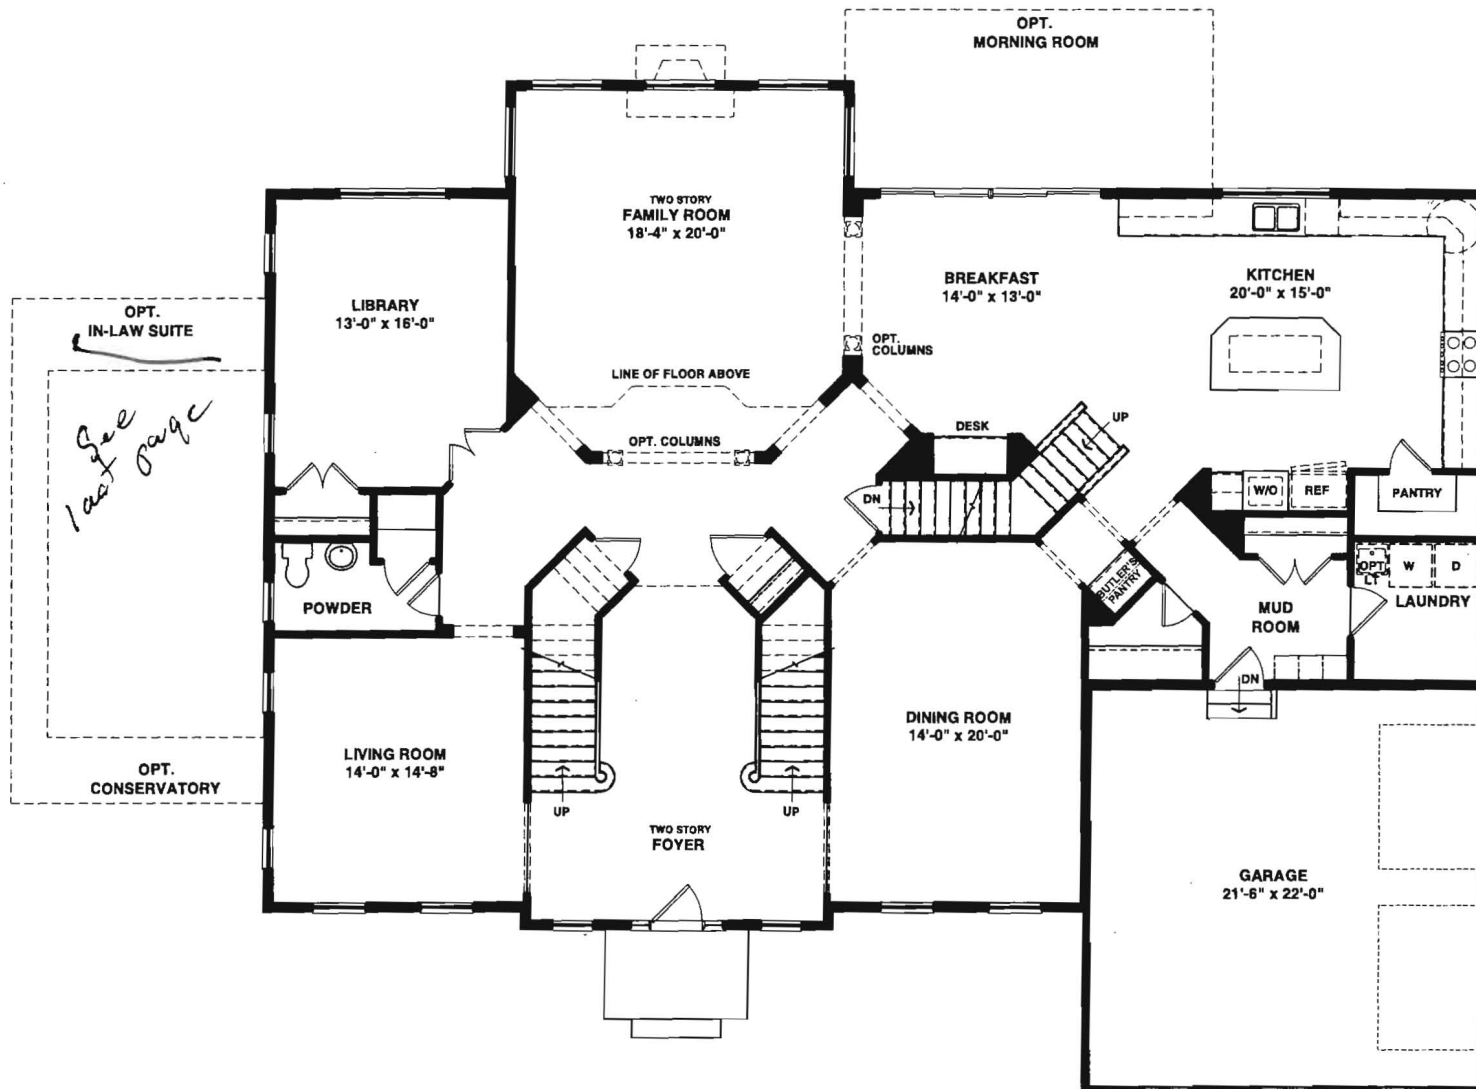 OPT.
MORNING ROOM
TWO STORY
FAMILY ROOM
18'-4" x 20'-0"
BREAKFAST
14'-0" x 13'-0"
KITCHEN
20'-0" x 15'-0"
LIBRARY
13'-0" x 16'-0"
OPT.
IN-LAW SUITE
See
last page
OPT.
COLUMNS
LINE OF FLOOR ABOVE
OPT. COLUMNS
DESK
UP
DN
W/O
REF
PANTRY
OPT
LT
W
D
LAUNDRY
BUTLER'S
PANTRY
MUD
ROOM
DN
POWDER
DINING ROOM
14'-0" x 20'-0"
LIVING ROOM
14'-0" x 14'-8"
OPT.
CONSERVATORY
UP
UP
TWO STORY
FOYER
GARAGE
21'-6" x 22'-0"